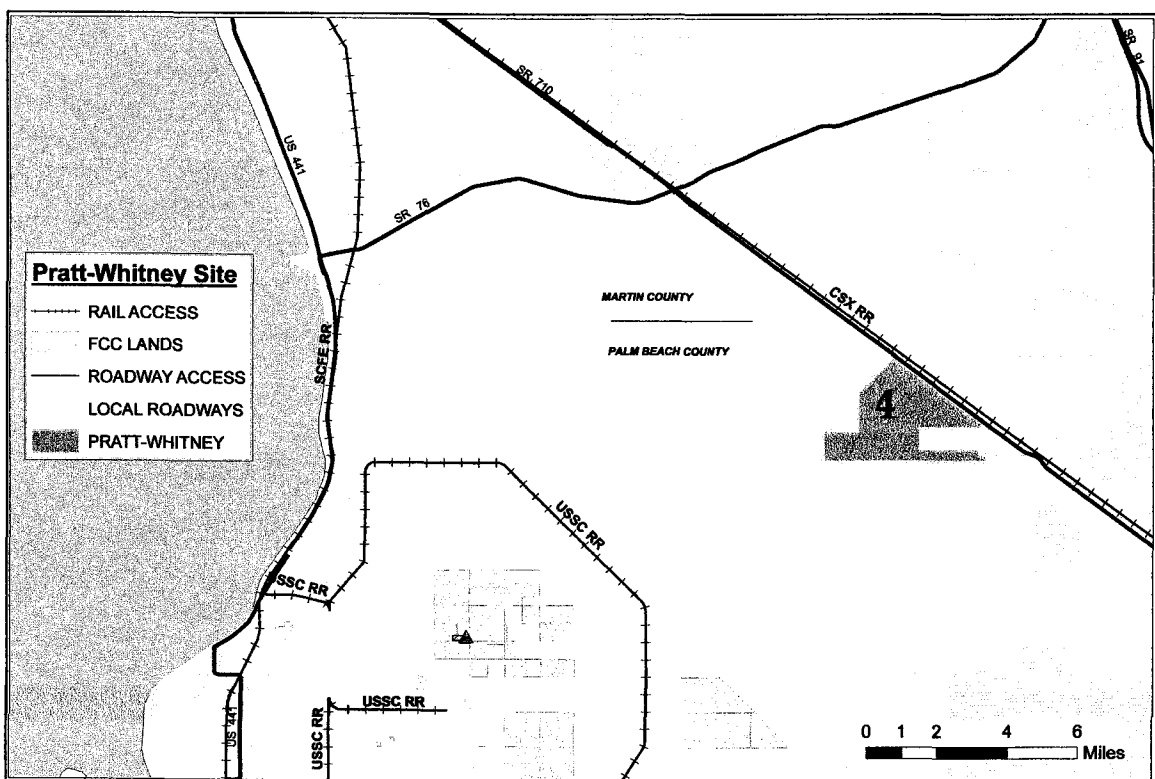 SR 710
SR 91
US 441
SR 76
Pratt-Whitney Site
RAIL ACCESS
FCC LANDS
ROADWAY ACCESS
LOCAL ROADWAYS
PRATT-WHITNEY
SCFE RR
MARTIN COUNTY
PALM BEACH COUNTY
CSX RR
4
USSC RR
USSC RR
USSC RR
US 441
USSC RR
0 1 2 4 6
Miles